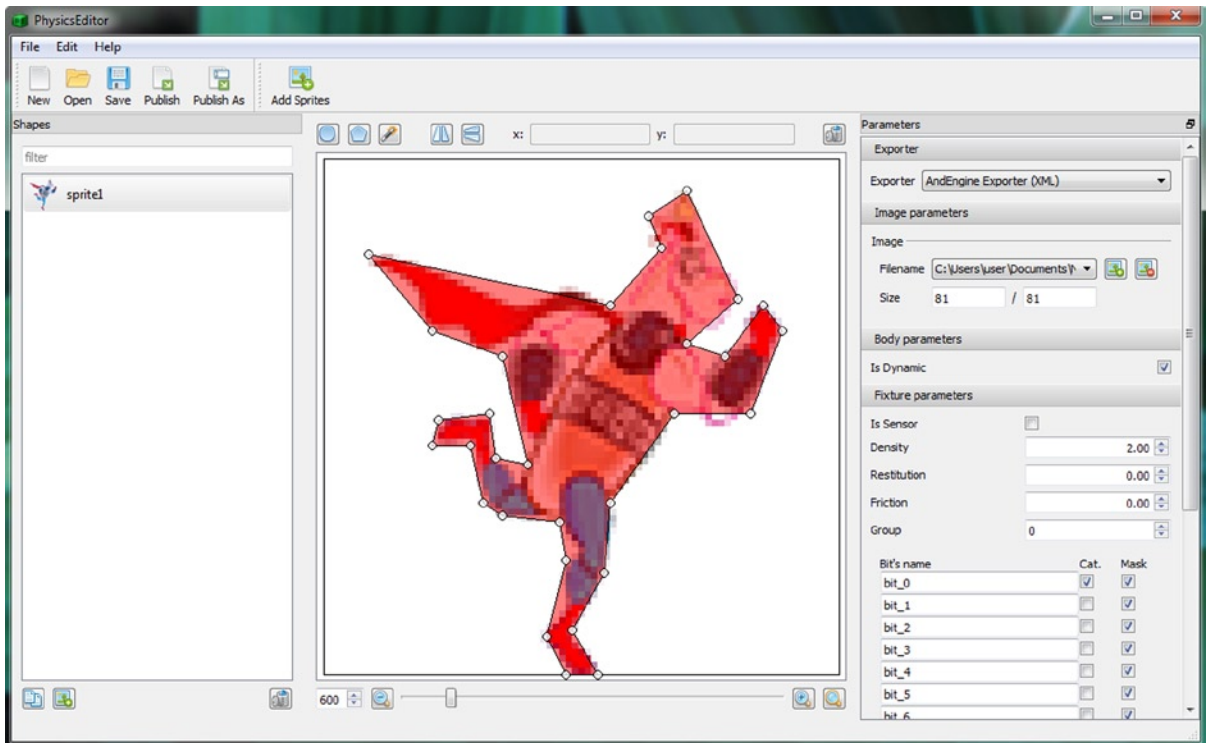 PhysicsEditor
File Edit Help
New Open Save Publish Publish As Add Sprites
Shapes
filter
sprite1
x: y:
600
Parameters
Exporter
Exporter AndEngine Exporter (XML)
Image parameters
Image
Filename C:\Users\user\Documents\
Size 81 / 81
Body parameters
Is Dynamic
Fixture parameters
Is Sensor
Density 2.00
Restitution 0.00
Friction 0.00
Group 0
Bit's name Cat. Mask
bit_0
bit_1
bit_2
bit_3
bit_4
bit_5
bit_6